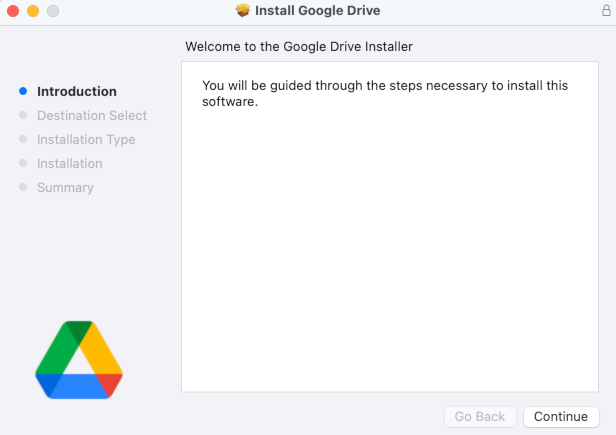 Install Google Drive
Welcome to the Google Drive Installer
Introduction
Destination Select
Installation Type
Installation
Summary
You will be guided through the steps necessary to install this
software.
Go Back
Continue